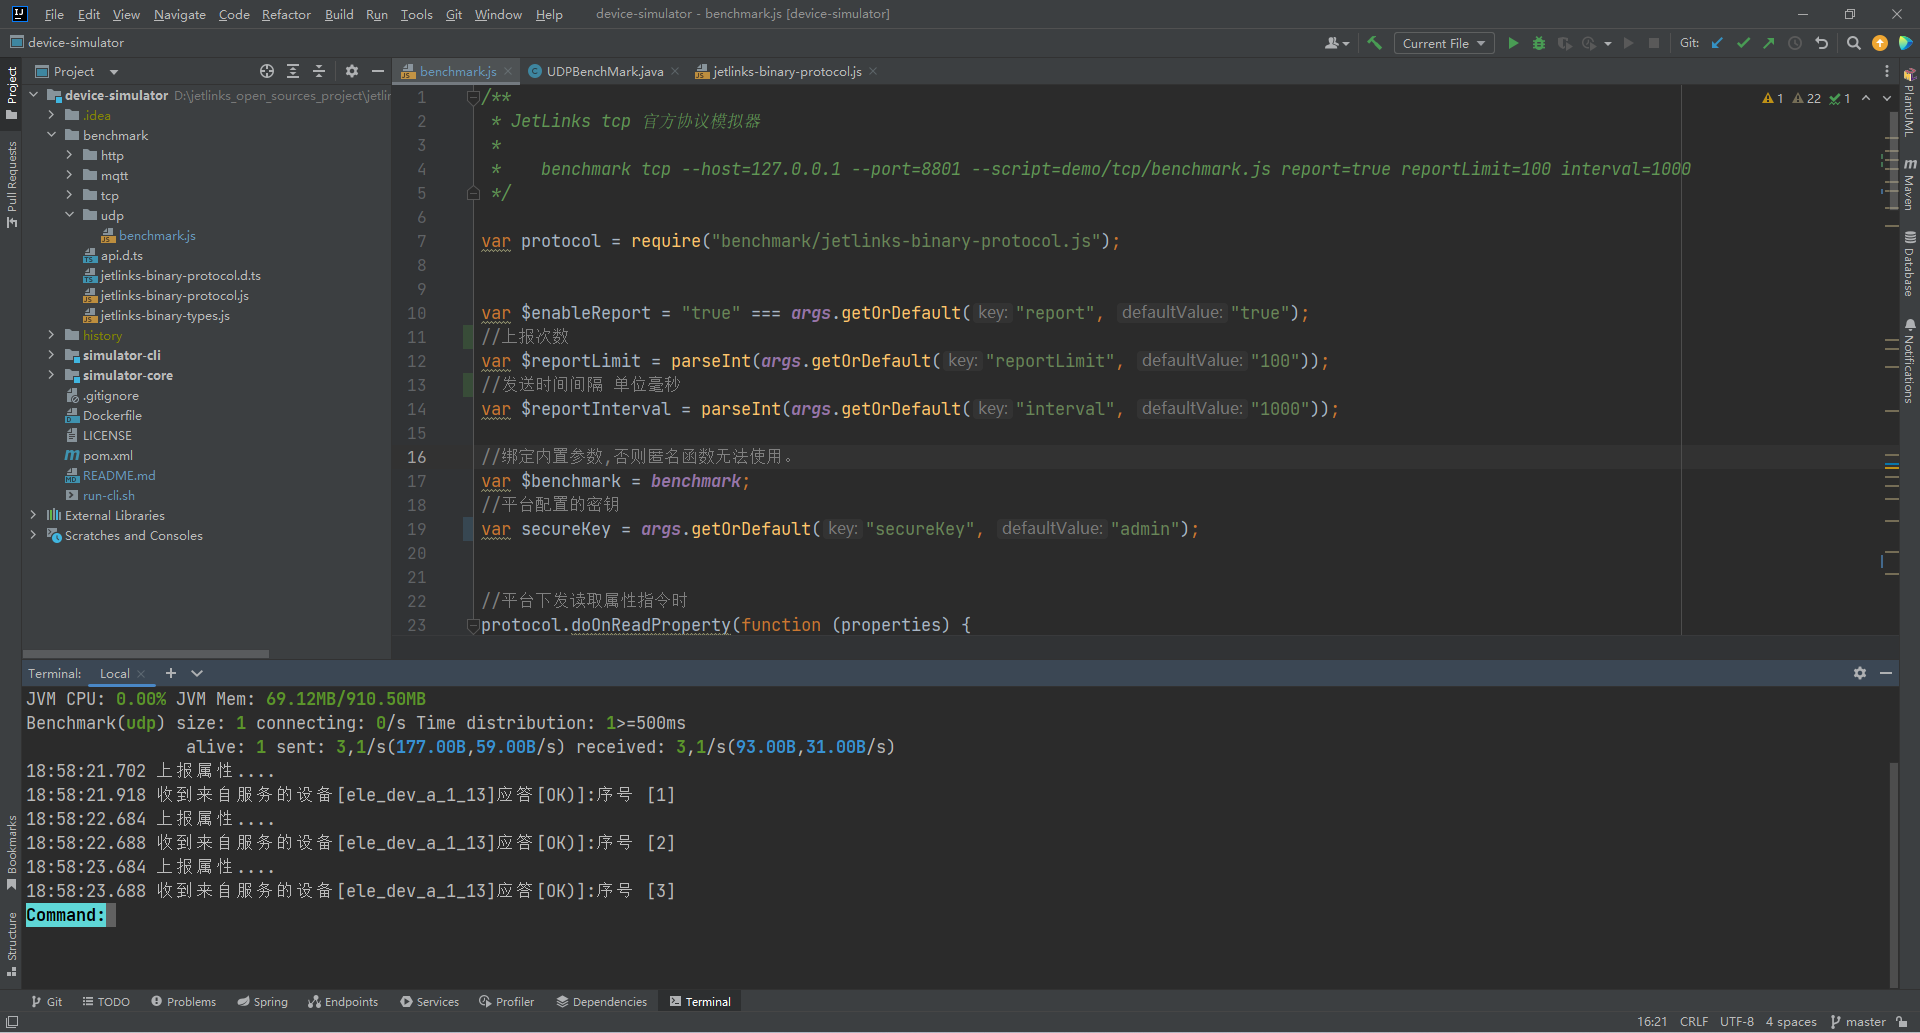 File Edit View Navigate Code Refactor Build Run Tools Git Window Help device-simulator - benchmark.js [device-simulator]
device-simulator Current File Git:
Project benchmark.js UDPBenchMark.java jetlinks-binary-protocol.js
device-simulator D:\jetlinks_open_sources_project\jetlin
.idea
benchmark
http
mqtt
tcp
udp
benchmark.js
api.d.ts
jetlinks-binary-protocol.d.ts
jetlinks-binary-protocol.js
jetlinks-binary-types.js
history
simulator-cli
simulator-core
.gitignore
Dockerfile
LICENSE
pom.xml
README.md
run-cli.sh
External Libraries
Scratches and Consoles
Project
Pull Requests
Bookmarks
Structure
1 /**
2 * JetLinks tcp 官方协议模拟器
3 *
4 * benchmark tcp --host=127.0.0.1 --port=8801 --script=demo/tcp/benchmark.js report=true reportLimit=100 interval=1000
5 */
6
7 var protocol = require("benchmark/jetlinks-binary-protocol.js");
8
9
10 var $enableReport = "true" === args.getOrDefault( key: "report", defaultValue: "true");
11 //上报次数
12 var $reportLimit = parseInt(args.getOrDefault( key: "reportLimit", defaultValue: "100"));
13 //发送时间间隔 单位毫秒
14 var $reportInterval = parseInt(args.getOrDefault( key: "interval", defaultValue: "1000"));
15
16 //绑定内置参数,否则匿名函数无法使用。
17 var $benchmark = benchmark;
18 //平台配置的密钥
19 var secureKey = args.getOrDefault( key: "secureKey", defaultValue: "admin");
20
21
22 //平台下发读取属性指令时
23 protocol.doOnReadProperty(function (properties) {
1 22 1
PlantUML
Maven
Database
Notifications
Terminal: Local
JVM CPU: 0.00% JVM Mem: 69.12MB/910.50MB
Benchmark(udp) size: 1 connecting: 0/s Time distribution: 1>=500ms
alive: 1 sent: 3,1/s(177.00B,59.00B/s) received: 3,1/s(93.00B,31.00B/s)
18:58:21.702 上报属性....
18:58:21.918 收到来自服务的设备[ele_dev_a_1_13]应答[OK)]:序号 [1]
18:58:22.684 上报属性....
18:58:22.688 收到来自服务的设备[ele_dev_a_1_13]应答[OK)]:序号 [2]
18:58:23.684 上报属性....
18:58:23.688 收到来自服务的设备[ele_dev_a_1_13]应答[OK)]:序号 [3]
Command:
Git TODO Problems Spring Endpoints Services Profiler Dependencies Terminal
16:21 CRLF UTF-8 4 spaces master